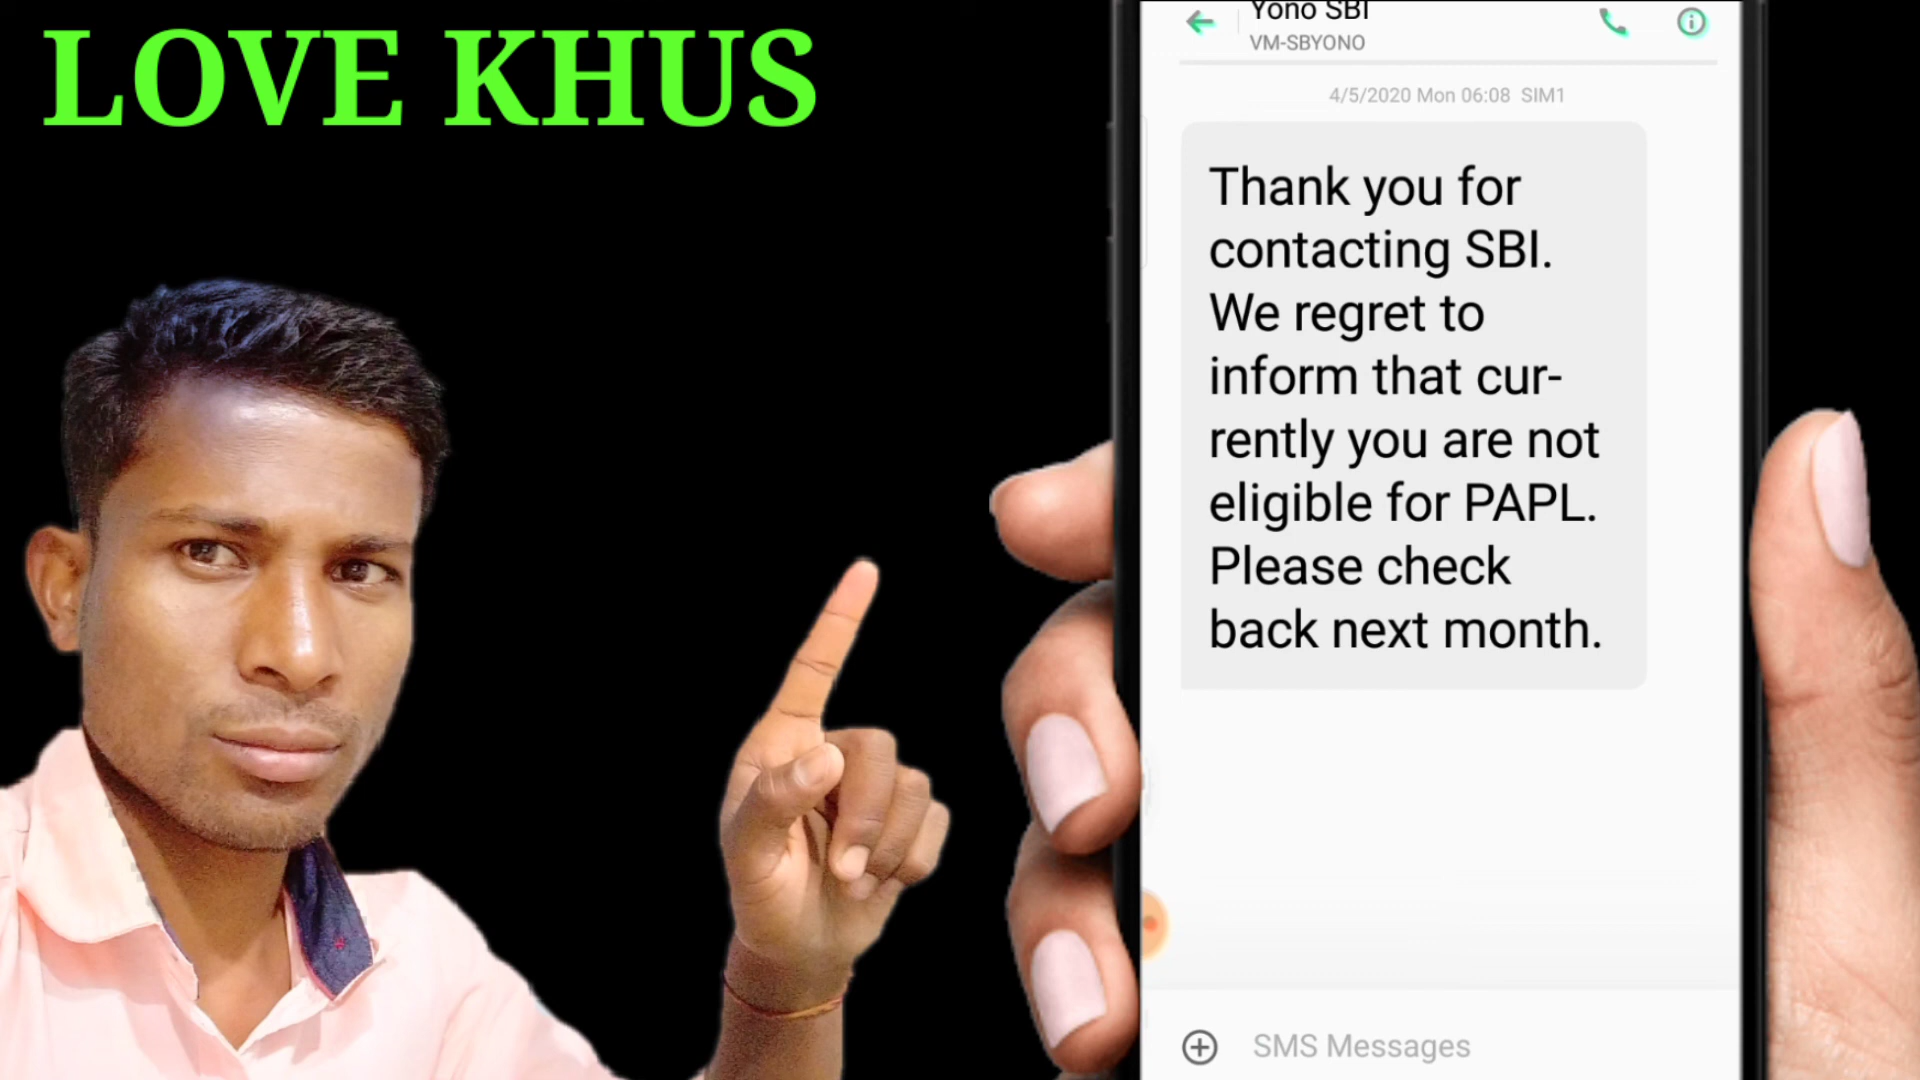 LOVE KHUS
Yono SBI
VM-SBYONO
4/5/2020 Mon 06:08 SIM1
Thank you for
contacting SBI.
We regret to
inform that cur-
rently you are not
eligible for PAPL.
Please check
back next month.
SMS Messages